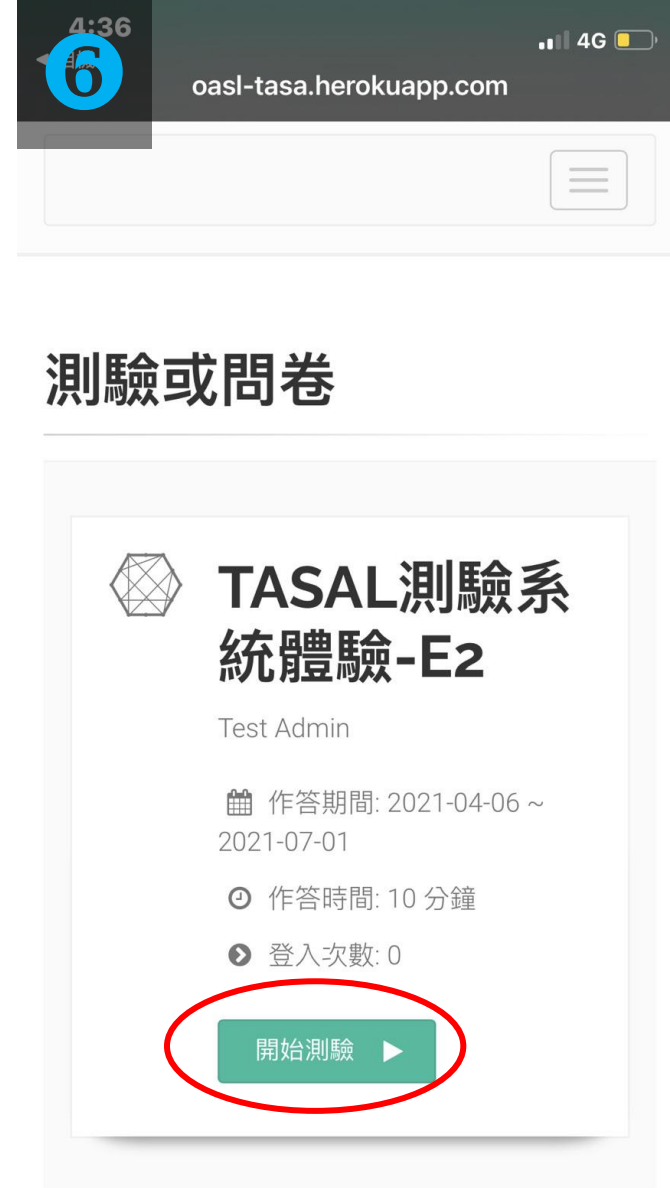 4:36
6
4G
oasl-tasa.herokuapp.com
測驗或問卷
TASAL測驗系
統體驗-E2
Test Admin
作答期間: 2021-04-06 ~
2021-07-01
作答時間: 10 分鐘
登入次數: 0
開始測驗